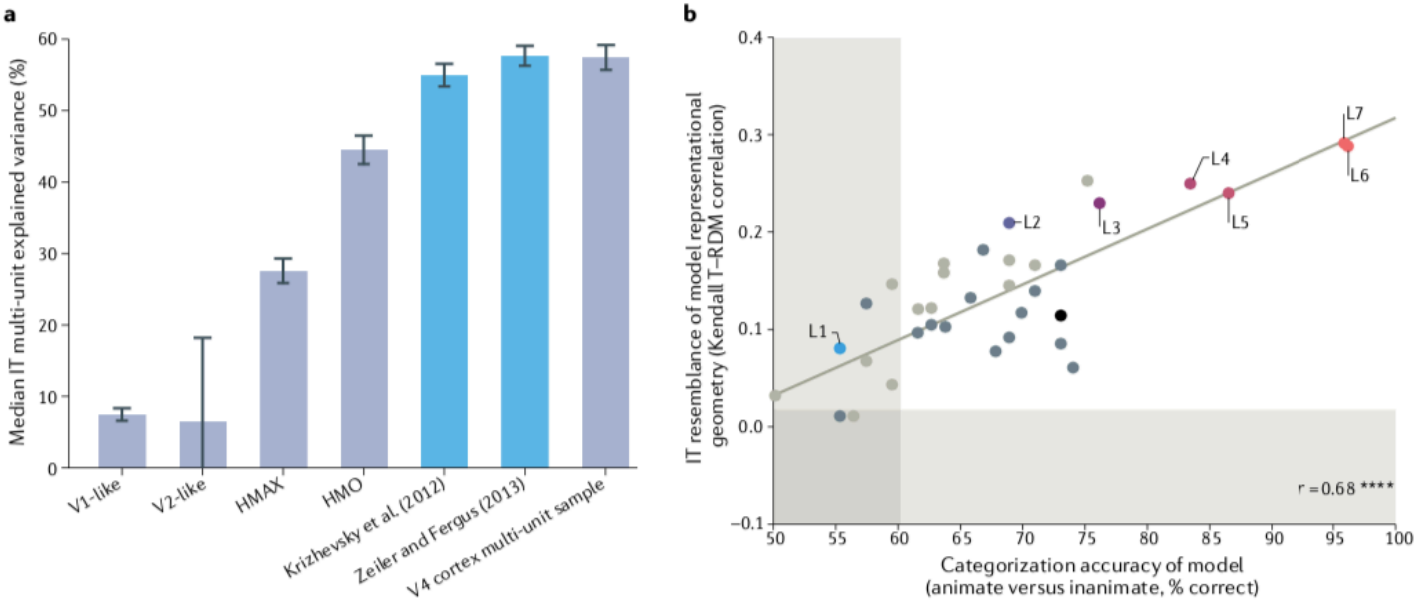 a
Median IT multi-unit explained variance (%)
60
50
40
30
20
10
0
V1-like
V2-like
HMAX
HMO
Krizhevsky et al. (2012)
Zeiler and Fergus (2013)
V4 cortex multi-unit sample
b
IT resemblance of model representational
geometry (Kendall T–RDM correlation)
0.4
0.3
0.2
0.1
0.0
–0.1
L1
L2
L3
L4
L5
L6
L7
r = 0.68 ****
50 55 60 65 70 75 80 85 90 95 100
Categorization accuracy of model
(animate versus inanimate, % correct)